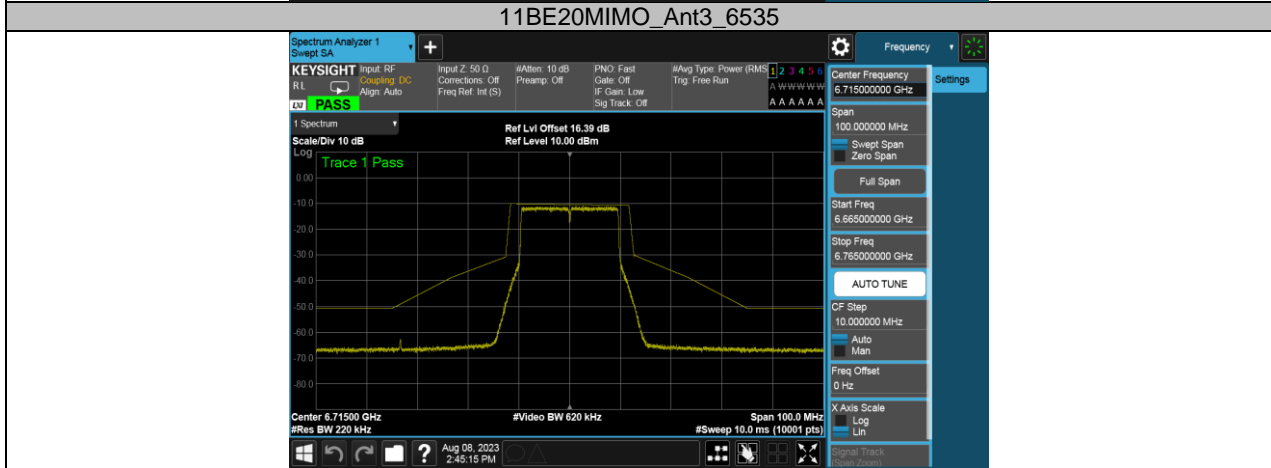 11BE20MIMO_Ant3_6535
Spectrum Analyzer 1
Swept SA
+
Frequency
KEYSIGHT
RL
LXI PASS
Input: RF
Coupling: DC
Align: Auto
Input Z: 50 Ω
Corrections: Off
Freq Ref: Int (S)
#Atten: 10 dB
Preamp: Off
PNO: Fast
Gate: Off
IF Gain: Low
Sig Track: Off
#Avg Type: Power (RMS
Trig: Free Run
1 2 3 4 5 6
A W W W W W
A A A A A A
Center Frequency
6.715000000 GHz
Settings
Span
100.000000 MHz
Swept Span
Zero Span
Full Span
Start Freq
6.665000000 GHz
Stop Freq
6.765000000 GHz
AUTO TUNE
CF Step
10.000000 MHz
Auto
Man
Freq Offset
0 Hz
X Axis Scale
Log
Lin
Signal Track
(Span Zoom)
1 Spectrum
Scale/Div 10 dB
Ref Lvl Offset 16.39 dB
Ref Level 10.00 dBm
Log
Trace 1 Pass
0.00
-10.0
-20.0
-30.0
-40.0
-50.0
-60.0
-70.0
-80.0
Center 6.71500 GHz
#Res BW 220 kHz
#Video BW 620 kHz
Span 100.0 MHz
#Sweep 10.0 ms (10001 pts)
?
Aug 08, 2023
2:45:15 PM